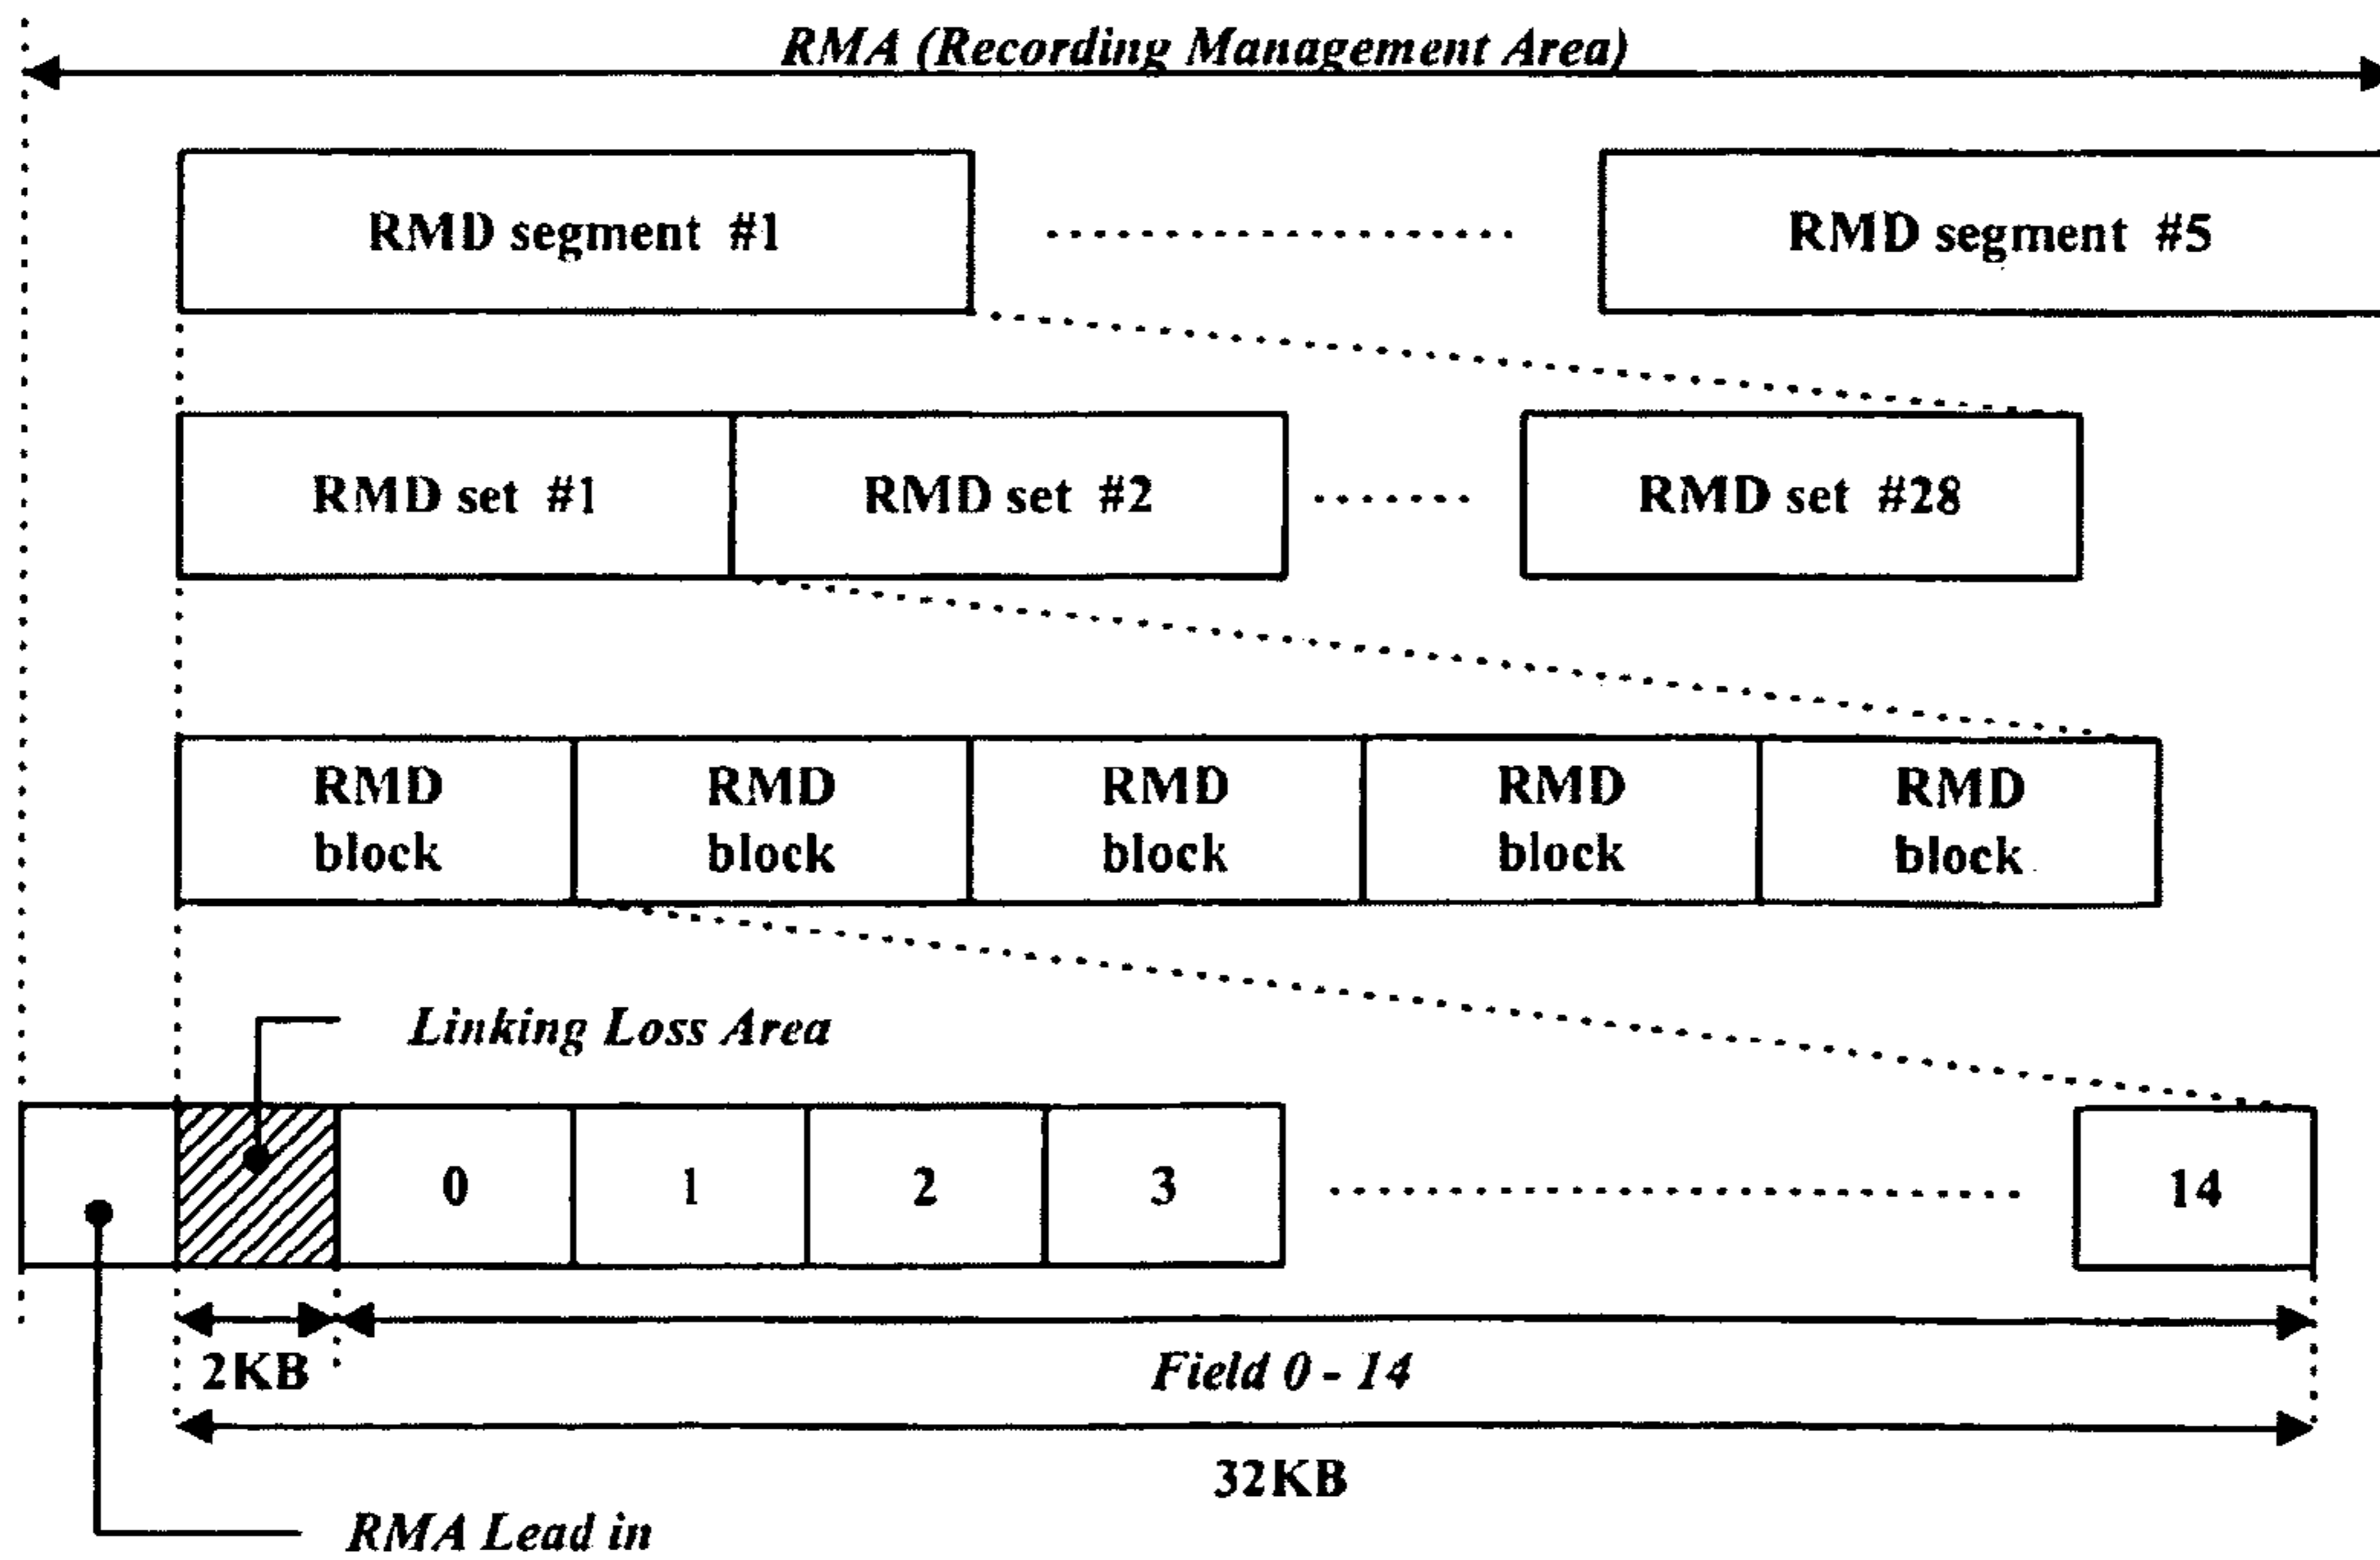 RMA (Recording Management Area)
RMD segment #1
RMD segment #5
RMD set #1
RMD set #2
RMD set #28
RMD
block
RMD
block
RMD
block
RMD
block
RMD
block
Linking Loss Area
0
1
2
3
14
2KB
Field 0 - 14
32KB
RMA Lead in